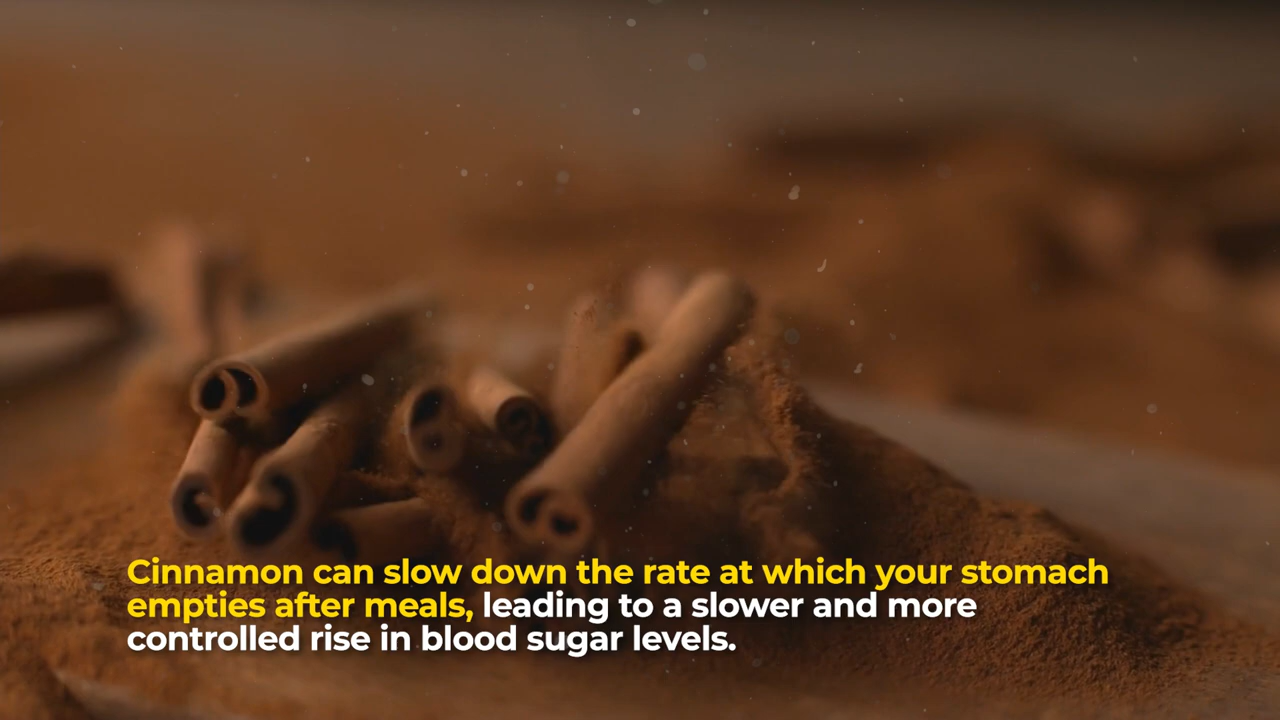 Cinnamon can slow down the rate at which your stomach
empties after meals, leading to a slower and more
controlled rise in blood sugar levels.